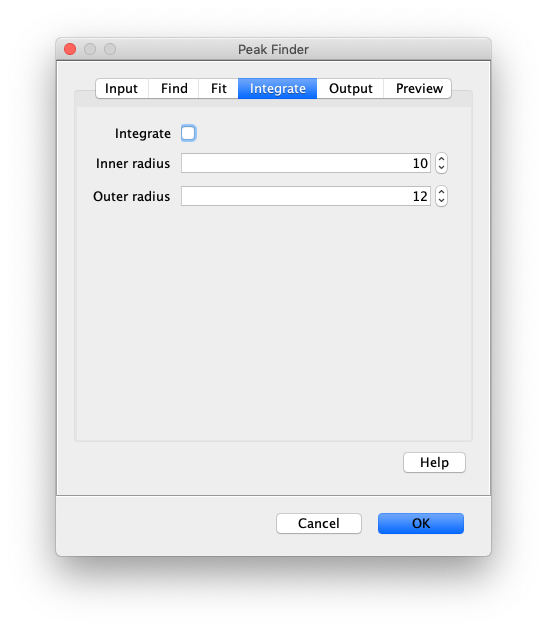 Peak Finder
Input Find Fit Integrate Output Preview
Integrate
Inner radius 10
Outer radius 12
Help
Cancel OK